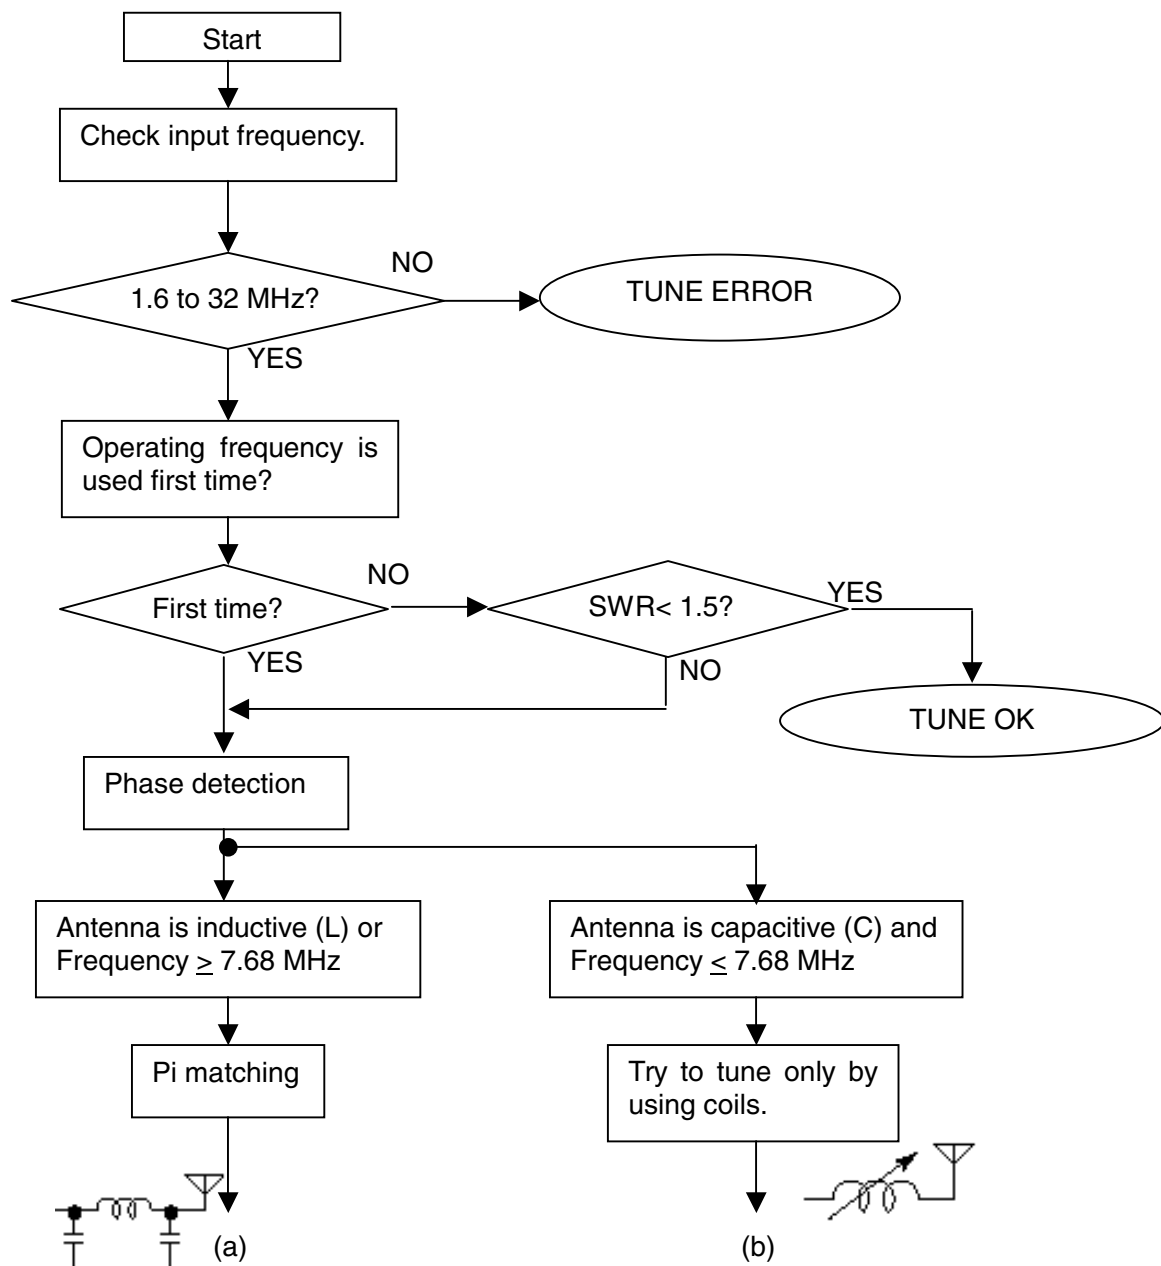 Start
Check input frequency.
NO
1.6 to 32 MHz?
TUNE ERROR
YES
Operating frequency is
used first time?
NO
First time?
SWR< 1.5?
YES
YES
NO
TUNE OK
Phase detection
Antenna is inductive (L) or
Frequency ≥ 7.68 MHz
Antenna is capacitive (C) and
Frequency ≤ 7.68 MHz
Pi matching
Try to tune only by
using coils.
(a)
(b)